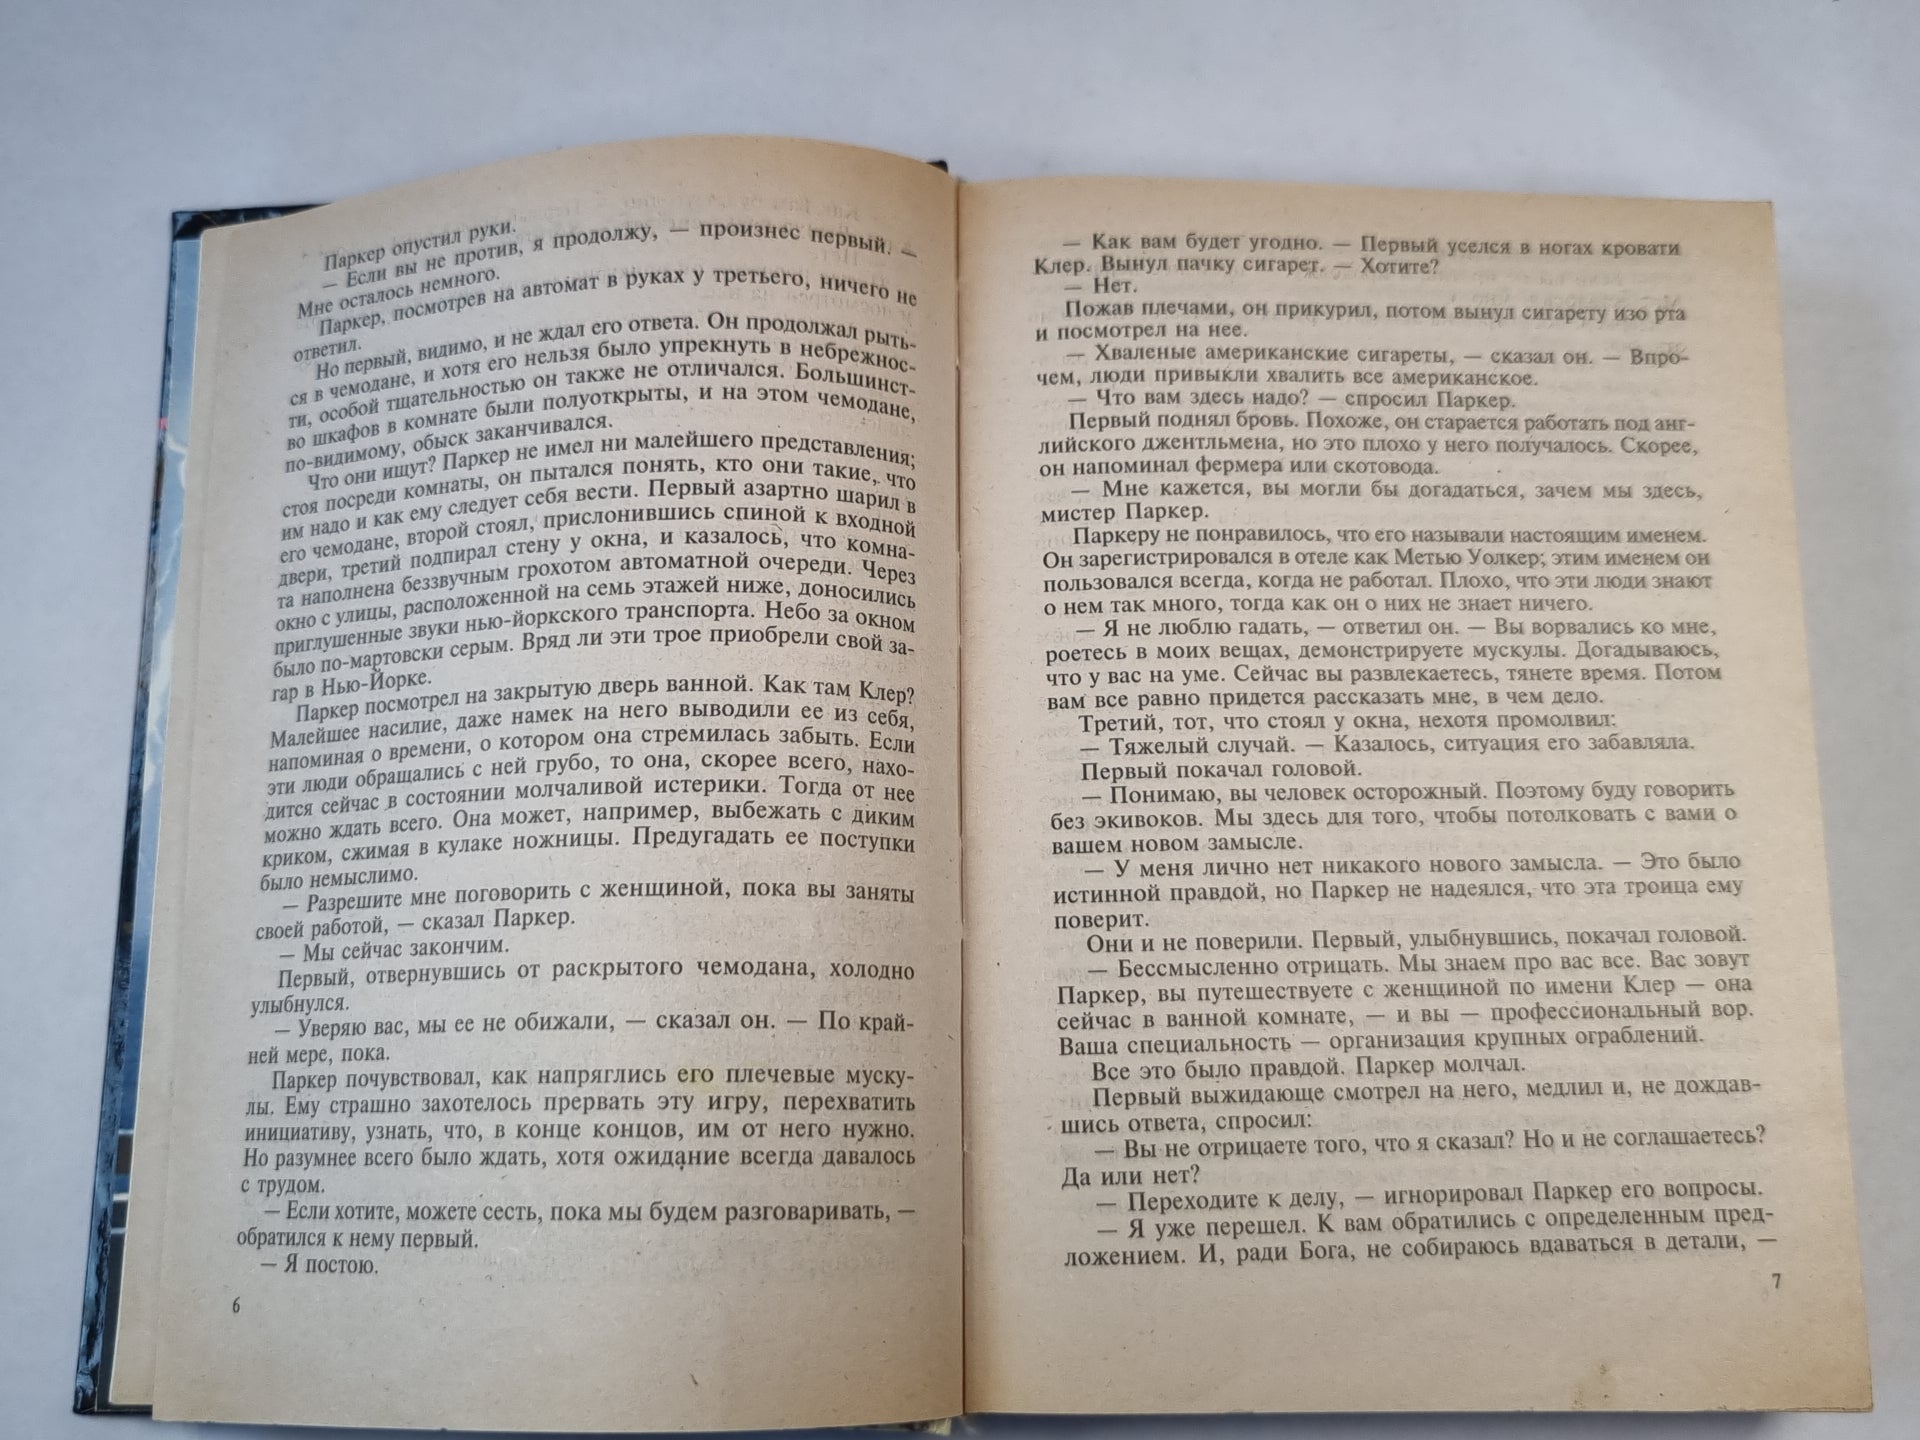 Паркер опустил руки.
— Если вы не против, я продолжу, — произнес первый. —
Мне осталось немного.
Паркер, посмотрев на автомат в руках у третьего, ничего не
ответил.
Но первый, видимо, и не ждал его ответа. Он продолжал рыть-
ся в чемодане, и хотя его нельзя было упрекнуть в небрежнос-
ти, особой тщательностью он также не отличался. Большинст-
во шкафов в комнате были полуоткрыты, и на этом чемодане,
по-видимому, обыск заканчивался.
Что они ищут? Паркер не имел ни малейшего представления;
стоя посреди комнаты, он пытался понять, кто они такие, что
им надо и как ему следует себя вести. Первый азартно шарил в
его чемодане, второй стоял, прислонившись спиной к входной
двери, третий подпирал стену у окна, и казалось, что комна-
та наполнена беззвучным грохотом автоматной очереди. Через
окно с улицы, расположенной на семь этажей ниже, доносились
приглушенные звуки нью-йоркского транспорта. Небо за окном
было по-мартовски серым. Вряд ли эти трое приобрели свой за-
гар в Нью-Йорке.
Паркер посмотрел на закрытую дверь ванной. Как там Клер?
Малейшее насилие, даже намек на него выводили ее из себя,
напоминая о времени, о котором она стремилась забыть. Если
эти люди обращались с ней грубо, то она, скорее всего, нахо-
дится сейчас в состоянии молчаливой истерики. Тогда от нее
можно ждать всего. Она может, например, выбежать с диким
криком, сжимая в кулаке ножницы. Предугадать ее поступки
было немыслимо.
— Разрешите мне поговорить с женщиной, пока вы заняты
своей работой, — сказал Паркер.
— Мы сейчас закончим.
Первый, отвернувшись от раскрытого чемодана, холодно
улыбнулся.
— Уверяю вас, мы ее не обижали, — сказал он. — По край-
ней мере, пока.
Паркер почувствовал, как напряглись его плечевые муску-
лы. Ему страшно захотелось прервать эту игру, перехватить
инициативу, узнать, что, в конце концов, им от него нужно.
Но разумнее всего было ждать, хотя ожидание всегда давалось
с трудом.
— Если хотите, можете сесть, пока мы будем разговаривать, —
обратился к нему первый.
— Я постою.
6
— Как вам будет угодно. — Первый уселся в ногах кровати
Клер. Вынул пачку сигарет. — Хотите?
— Нет.
Пожав плечами, он прикурил, потом вынул сигарету изо рта
и посмотрел на нее.
— Хваленые американские сигареты, — сказал он. — Впро-
чем, люди привыкли хвалить все американское.
— Что вам здесь надо? — спросил Паркер.
Первый поднял бровь. Похоже, он старается работать под анг-
лийского джентльмена, но это плохо у него получалось. Скорее,
он напоминал фермера или скотовода.
— Мне кажется, вы могли бы догадаться, зачем мы здесь,
мистер Паркер.
Паркеру не понравилось, что его называли настоящим именем.
Он зарегистрировался в отеле как Метью Уолкер; этим именем он
пользовался всегда, когда не работал. Плохо, что эти люди знают
о нем так много, тогда как он о них не знает ничего.
— Я не люблю гадать, — ответил он. — Вы ворвались ко мне,
роетесь в моих вещах, демонстрируете мускулы. Догадываюсь,
что у вас на уме. Сейчас вы развлекаетесь, тянете время. Потом
вам все равно придется рассказать мне, в чем дело.
Третий, тот, что стоял у окна, нехотя промолвил:
— Тяжелый случай. — Казалось, ситуация его забавляла.
Первый покачал головой.
— Понимаю, вы человек осторожный. Поэтому буду говорить
без экивоков. Мы здесь для того, чтобы потолковать с вами о
вашем новом замысле.
— У меня лично нет никакого нового замысла. — Это было
истинной правдой, но Паркер не надеялся, что эта троица ему
поверит.
Они и не поверили. Первый, улыбнувшись, покачал головой.
— Бессмысленно отрицать. Мы знаем про вас все. Вас зовут
Паркер, вы путешествуете с женщиной по имени Клер — она
сейчас в ванной комнате, — и вы — профессиональный вор.
Ваша специальность — организация крупных ограблений.
Все это было правдой. Паркер молчал.
Первый выжидающе смотрел на него, медлил и, не дождав-
шись ответа, спросил:
— Вы не отрицаете того, что я сказал? Но и не соглашаетесь?
Да или нет?
— Переходите к делу, — игнорировал Паркер его вопросы.
— Я уже перешел. К вам обратились с определенным пред-
ложением. И, ради Бога, не собираюсь вдаваться в детали, —
7